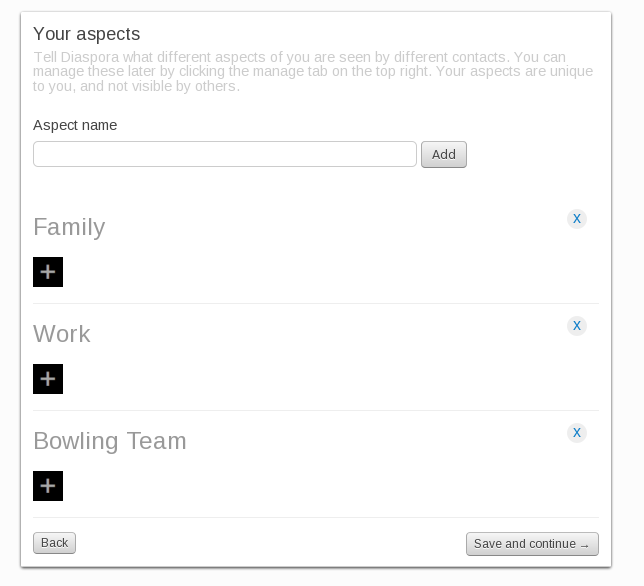 Your aspects
Tell Diaspora what different aspects of you are seen by different contacts. You can
manage these later by clicking the manage tab on the top right. Your aspects are unique
to you, and not visible by others.
Aspect name
Add
Family
X
+
Work
X
+
Bowling Team
X
+
Back
Save and continue →